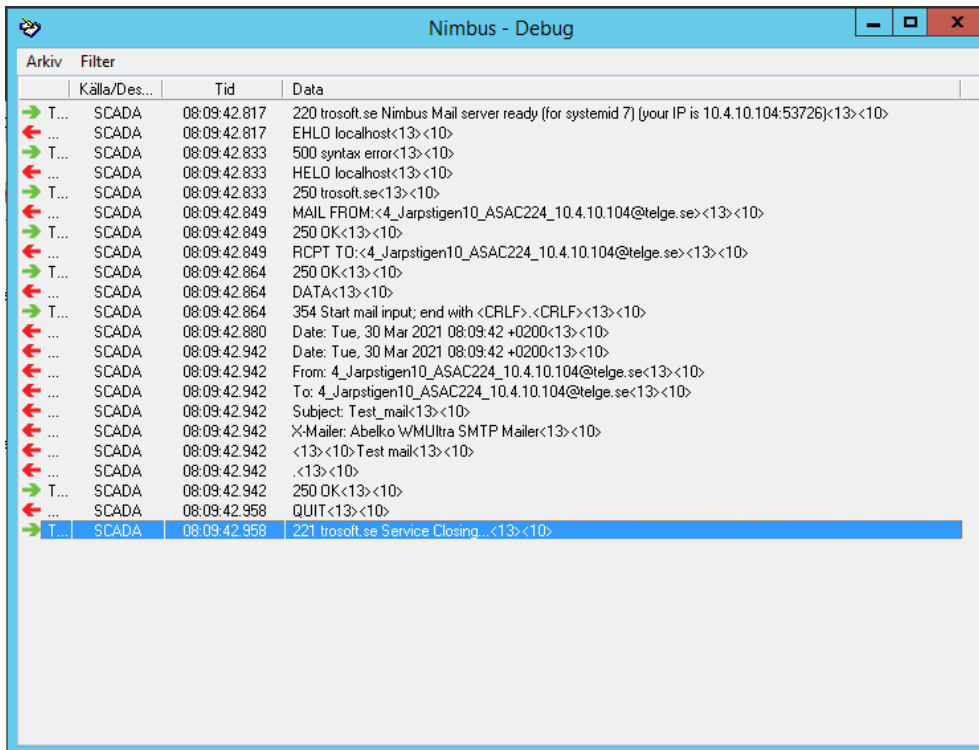 Nimbus - Debug
Arkiv Filter
Källa/Des... Tid Data
T... SCADA 08:09:42.817 220 trosoft.se Nimbus Mail server ready (for systemid 7) (your IP is 10.4.10.104:53726)<13><10>
... SCADA 08:09:42.817 EHLO localhost<13><10>
T... SCADA 08:09:42.833 500 syntax error<13><10>
... SCADA 08:09:42.833 HELO localhost<13><10>
T... SCADA 08:09:42.833 250 trosoft.se<13><10>
... SCADA 08:09:42.849 MAIL FROM:<4_Jarpstigen10_ASAC224_10.4.10.104@telge.se><13><10>
T... SCADA 08:09:42.849 250 OK<13><10>
... SCADA 08:09:42.849 RCPT TO:<4_Jarpstigen10_ASAC224_10.4.10.104@telge.se><13><10>
T... SCADA 08:09:42.864 250 OK<13><10>
... SCADA 08:09:42.864 DATA<13><10>
T... SCADA 08:09:42.864 354 Start mail input; end with <CRLF>.<CRLF><13><10>
... SCADA 08:09:42.880 Date: Tue, 30 Mar 2021 08:09:42 +0200<13><10>
... SCADA 08:09:42.942 Date: Tue, 30 Mar 2021 08:09:42 +0200<13><10>
... SCADA 08:09:42.942 From: 4_Jarpstigen10_ASAC224_10.4.10.104@telge.se<13><10>
... SCADA 08:09:42.942 To: 4_Jarpstigen10_ASAC224_10.4.10.104@telge.se<13><10>
... SCADA 08:09:42.942 Subject: Test_mail<13><10>
... SCADA 08:09:42.942 X-Mailer: Abelko WMUltra SMTP Mailer<13><10>
... SCADA 08:09:42.942 <13><10>Test mail<13><10>
... SCADA 08:09:42.942 .<13><10>
T... SCADA 08:09:42.942 250 OK<13><10>
... SCADA 08:09:42.958 QUIT<13><10>
T... SCADA 08:09:42.958 221 trosoft.se Service Closing...<13><10>